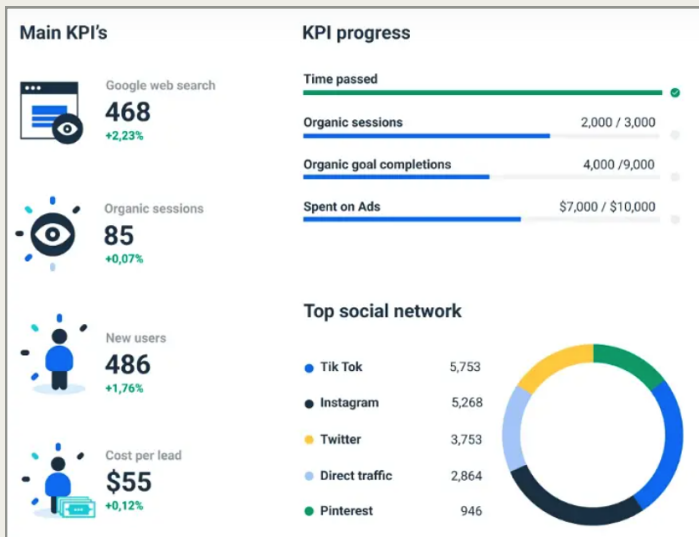 Main KPI's
Google web search
468
+2,23%
Organic sessions
85
+0,07%
New users
486
+1,76%
Cost per lead
$55
+0,12%
KPI progress
Time passed
Organic sessions 2,000 / 3,000
Organic goal completions 4,000 /9,000
Spent on Ads $7,000 / $10,000
Top social network
Tik Tok 5,753
Instagram 5,268
Twitter 3,753
Direct traffic 2,864
Pinterest 946